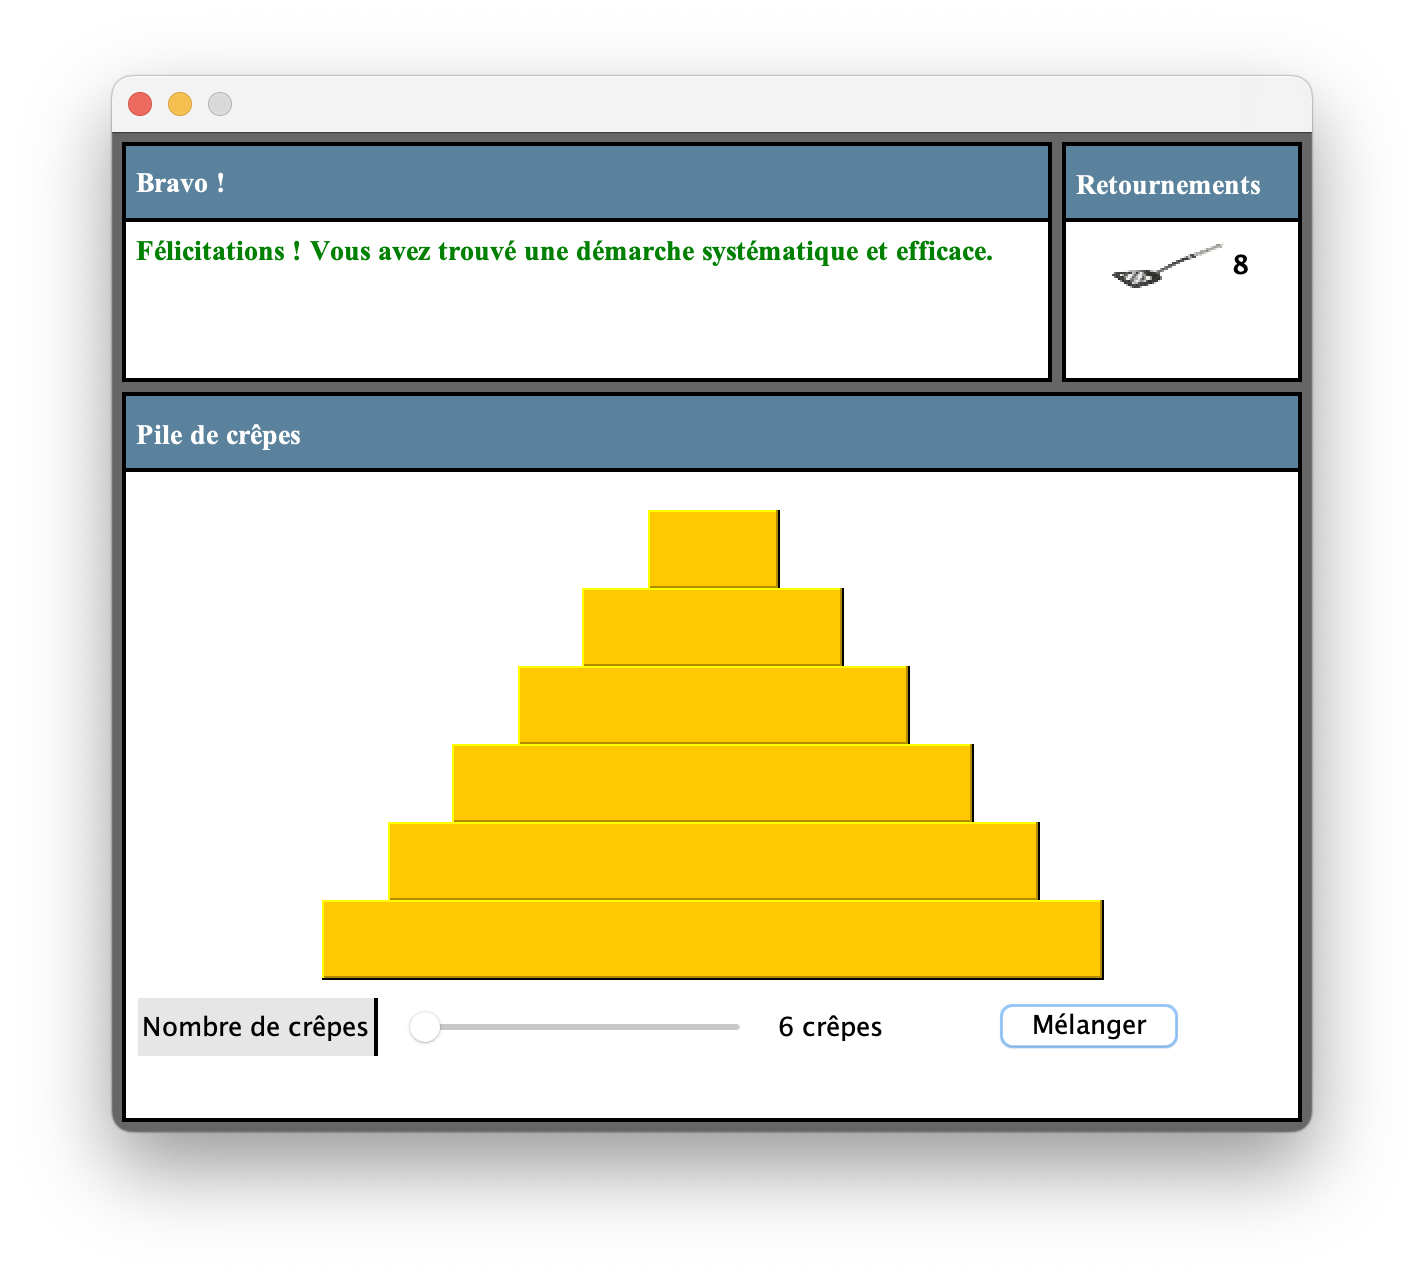 Bravo !
Félicitations ! Vous avez trouvé une démarche systématique et efficace.
Retournements
8
Pile de crêpes
Nombre de crêpes
6 crêpes
Mélanger